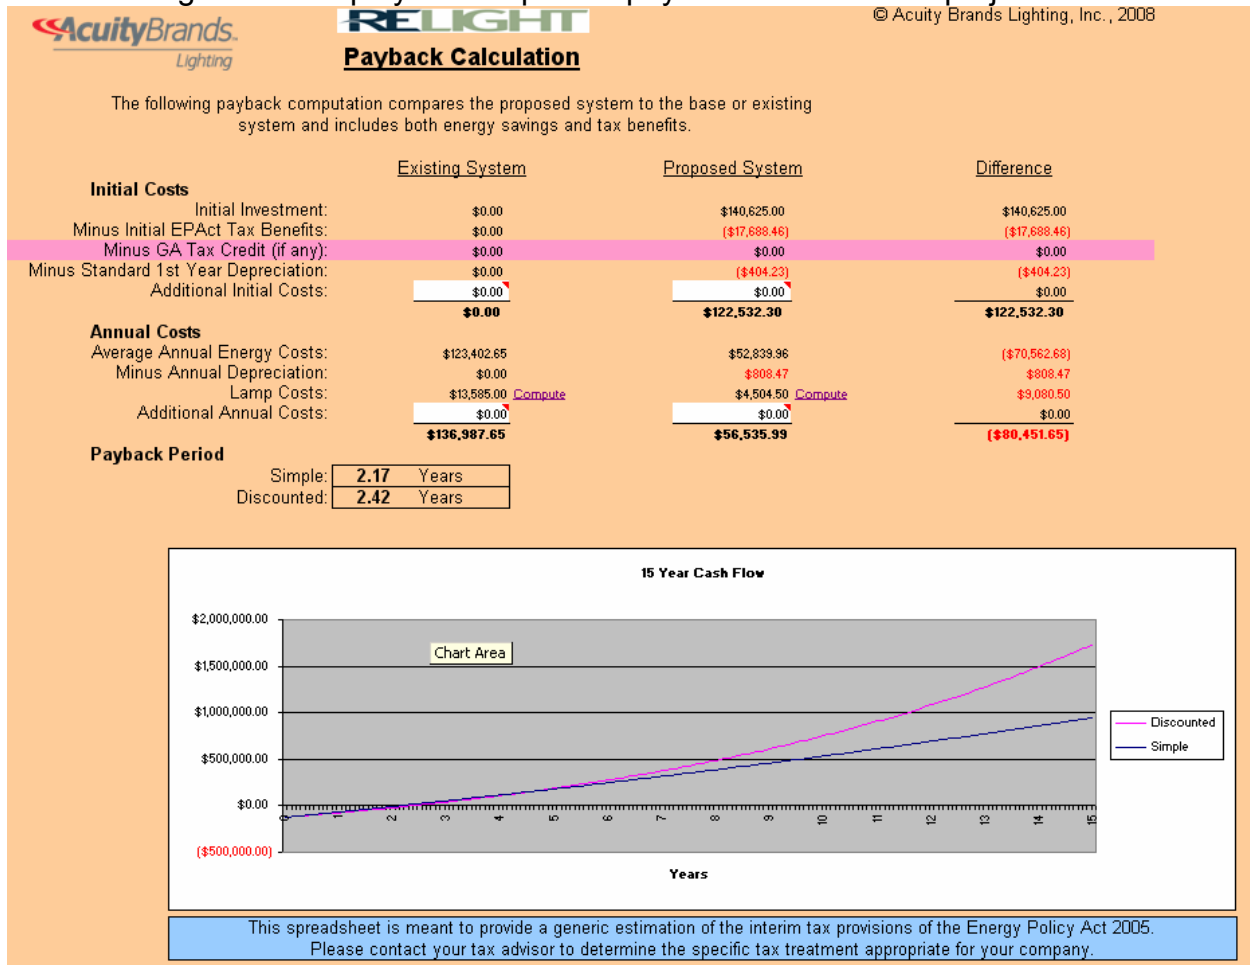 AcuityBrands.
Lighting
RELIGHT
© Acuity Brands Lighting, Inc., 2008
Payback Calculation
The following payback computation compares the proposed system to the base or existing
system and includes both energy savings and tax benefits.
Existing System Proposed System Difference
Initial Costs
Initial Investment: $0.00 $140,625.00 $140,625.00
Minus Initial EPAct Tax Benefits: $0.00 ($17,688.46) ($17,688.46)
Minus GA Tax Credit (if any): $0.00 $0.00 $0.00
Minus Standard 1st Year Depreciation: $0.00 ($404.23) ($404.23)
Additional Initial Costs: $0.00 $0.00 $0.00
$0.00 $122,532.30 $122,532.30
Annual Costs
Average Annual Energy Costs: $123,402.65 $52,839.96 ($70,562.68)
Minus Annual Depreciation: $0.00 $808.47 $808.47
Lamp Costs: $13,585.00 Compute $4,504.50 Compute $9,080.50
Additional Annual Costs: $0.00 $0.00 $0.00
$136,987.65 $56,535.99 ($80,451.65)
Payback Period
Simple: 2.17 Years
Discounted: 2.42 Years
15 Year Cash Flow
$2,000,000.00
Chart Area
$1,500,000.00
$1,000,000.00
Discounted
Simple
$500,000.00
$0.00
0 1 2 3 4 5 6 7 8 9 10 11 12 13 14 15
($500,000.00)
Years
This spreadsheet is meant to provide a generic estimation of the interim tax provisions of the Energy Policy Act 2005.
Please contact your tax advisor to determine the specific tax treatment appropriate for your company.